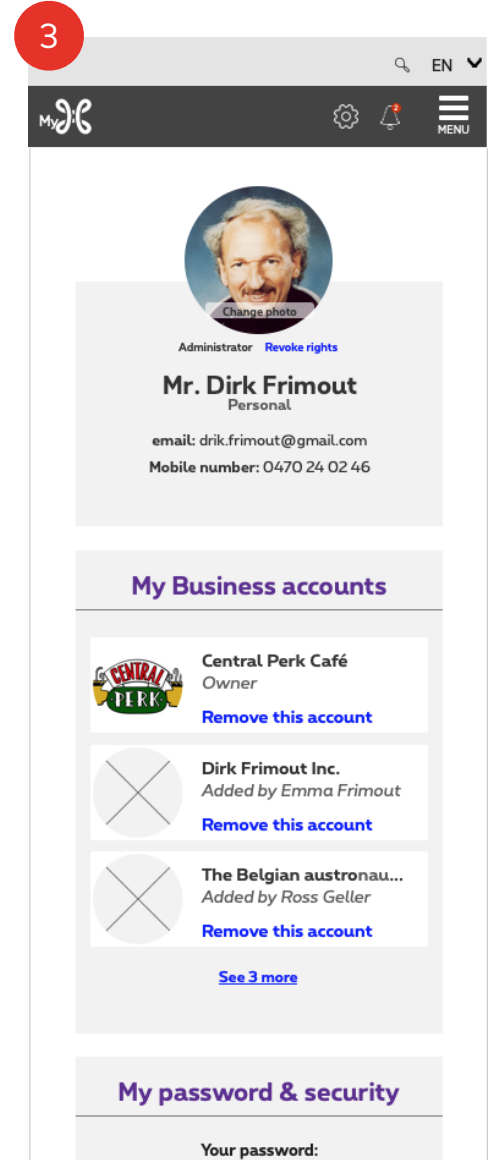 3
EN
My
2
MENU
Change photo
Administrator Revoke rights
Mr. Dirk Frimout
Personal
email: drik.frimout@gmail.com
Mobile number: 0470 24 02 46
My Business accounts
CENTRAL
PERK
Central Perk Café
Owner
Remove this account
Dirk Frimout Inc.
Added by Emma Frimout
Remove this account
The Belgian austronau...
Added by Ross Geller
Remove this account
See 3 more
My password & security
Your password: